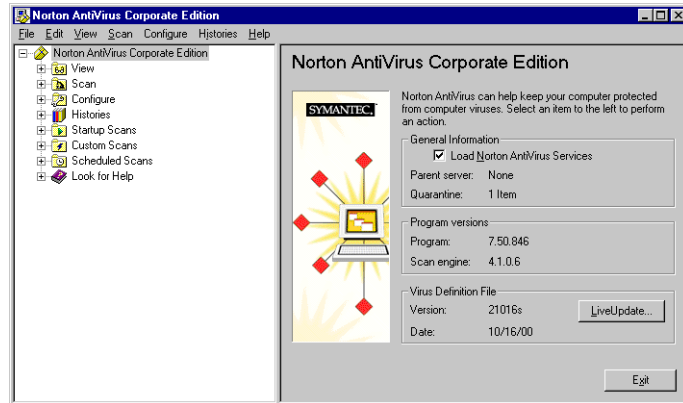 Norton AntiVirus Corporate Edition
File Edit View Scan Configure Histories Help
Norton AntiVirus Corporate Edition
View
Scan
Configure
Histories
Startup Scans
Custom Scans
Scheduled Scans
Look for Help
Norton AntiVirus Corporate Edition
SYMANTEC.
Norton AntiVirus can help keep your computer protected
from computer viruses. Select an item to the left to perform
an action.
General Information
Load Norton AntiVirus Services
Parent server: None
Quarantine: 1 Item
Program versions
Program: 7.50.846
Scan engine: 4.1.0.6
Virus Definition File
Version: 21016s
LiveUpdate...
Date: 10/16/00
Exit